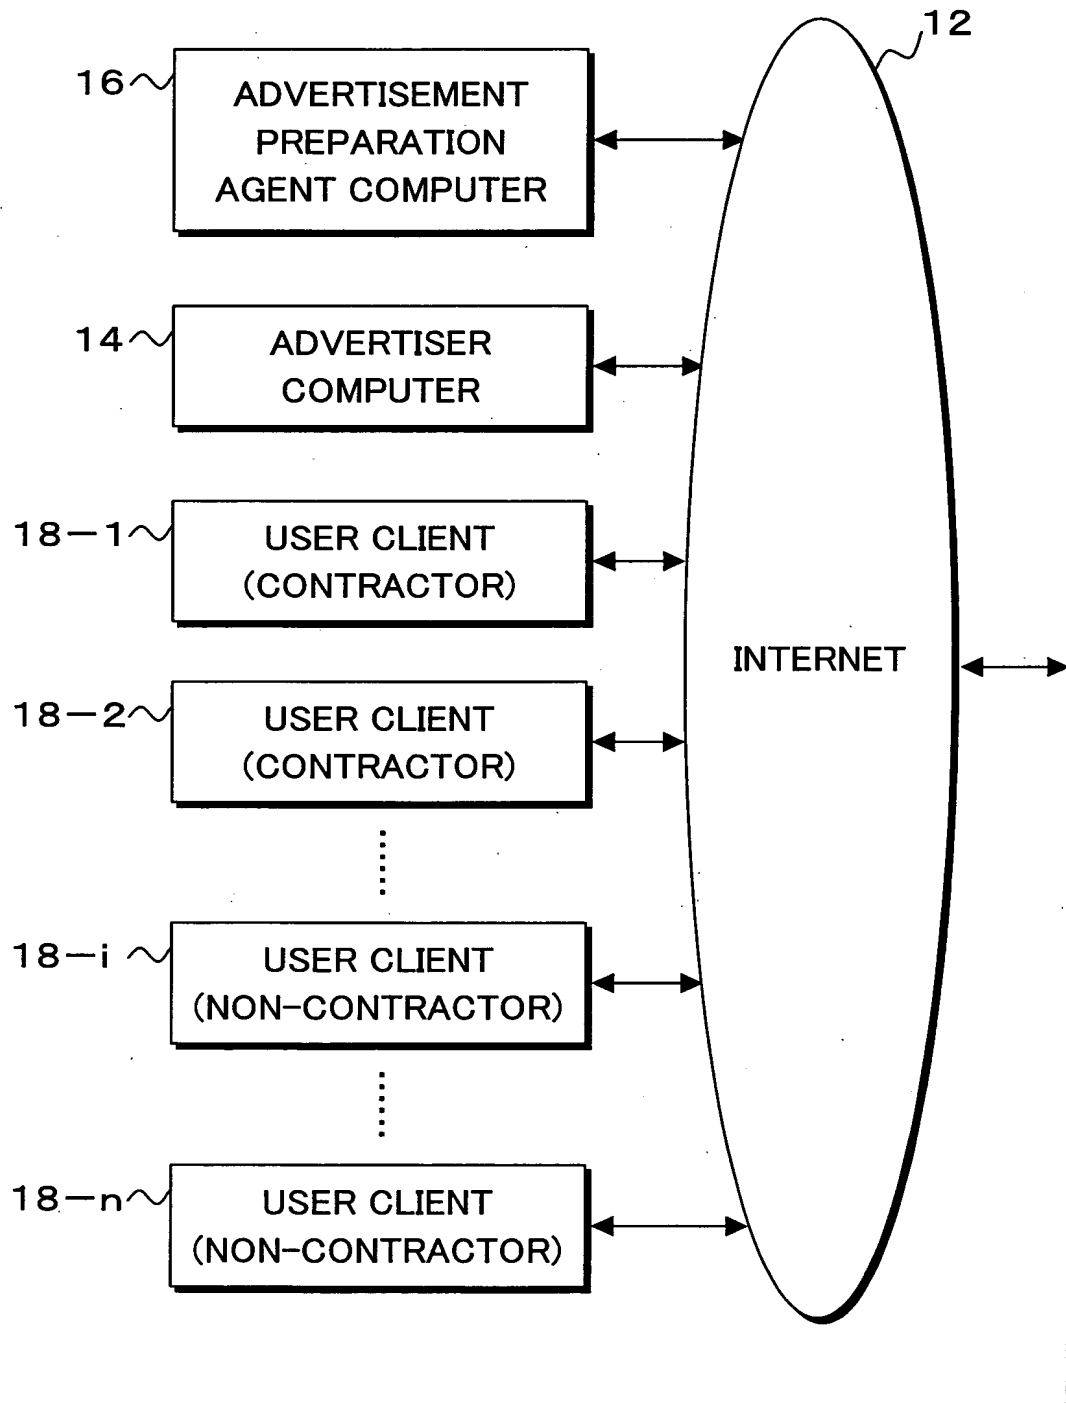 12
16
ADVERTISEMENT
PREPARATION
AGENT COMPUTER
14
ADVERTISER
COMPUTER
18-1
USER CLIENT
(CONTRACTOR)
INTERNET
18-2
USER CLIENT
(CONTRACTOR)
18-i
USER CLIENT
(NON-CONTRACTOR)
18-n
USER CLIENT
(NON-CONTRACTOR)